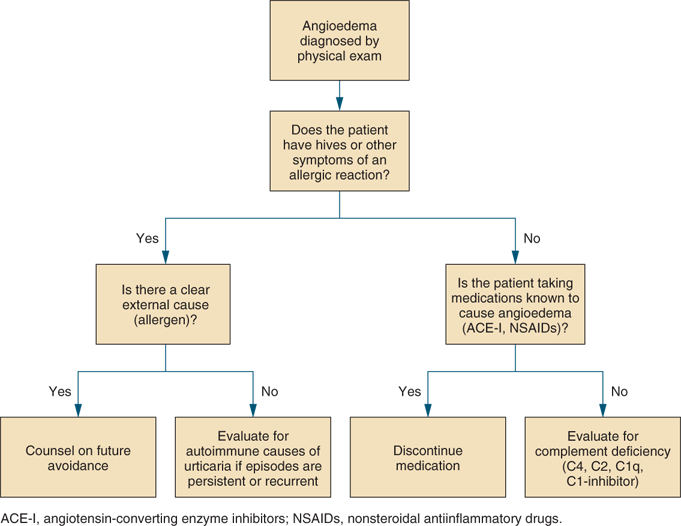 Angioedema
diagnosed by
physical exam
Does the patient
have hives or other
symptoms of an
allergic reaction?
Yes
No
Is there a clear
external cause
(allergen)?
Is the patient taking
medications known to
cause angioedema
(ACE-I, NSAIDs)?
Yes
No
Yes
No
Counsel on future
avoidance
Evaluate for
autoimmune causes of
urticaria if episodes are
persistent or recurrent
Discontinue
medication
Evaluate for
complement deficiency
(C4, C2, C1q,
C1-inhibitor)
ACE-I, angiotensin-converting enzyme inhibitors; NSAIDs, nonsteroidal antiinflammatory drugs.